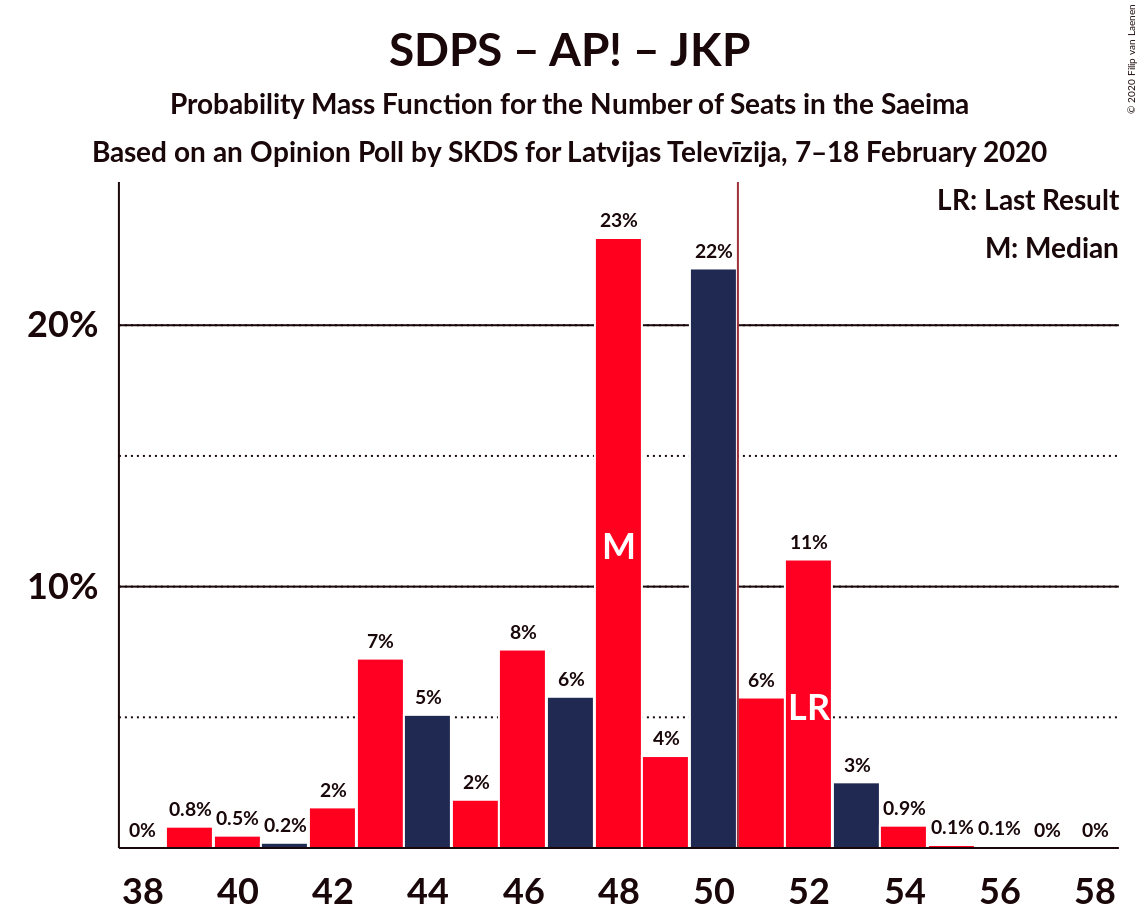 SDPS – AP! – JKP
Probability Mass Function for the Number of Seats in the Saeima
Based on an Opinion Poll by SKDS for Latvijas Televīzija, 7–18 February 2020
© 2020 Filip van Laenen
LR: Last Result
M: Median
20%
10%
0%
0.8%
0.5%
0.2%
2%
7%
5%
2%
8%
6%
23%
4%
22%
6%
11%
3%
0.9%
0.1%
0.1%
0%
0%
M
LR
38 40 42 44 46 48 50 52 54 56 58